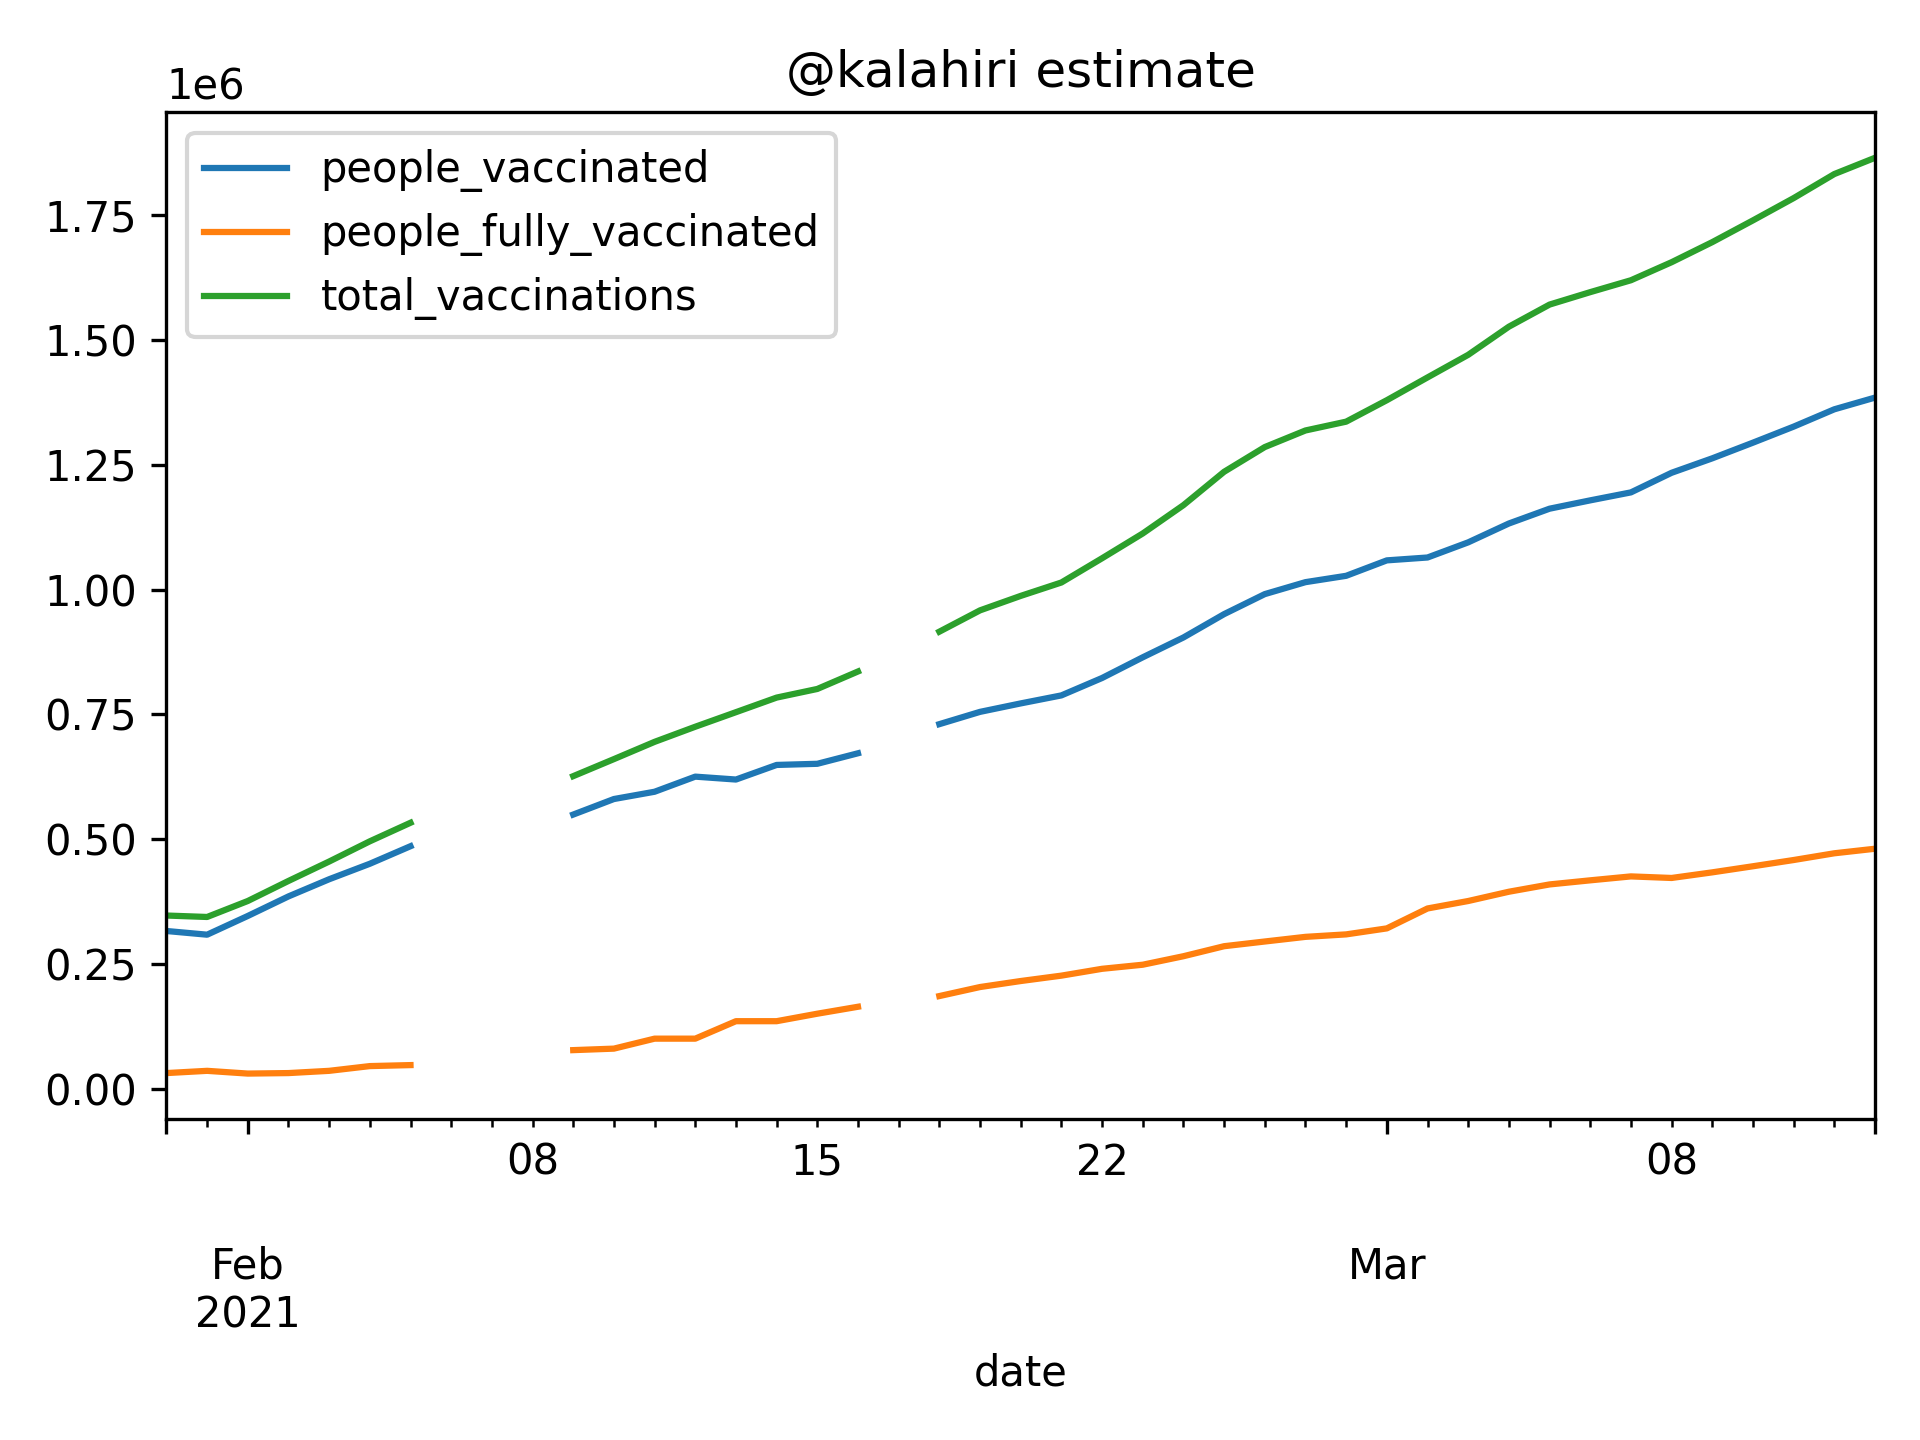 @kalahiri estimate
1e6
people_vaccinated
people_fully_vaccinated
total_vaccinations
1.75
1.50
1.25
1.00
0.75
0.50
0.25
0.00
08 15 22 08
Feb Mar
2021
date